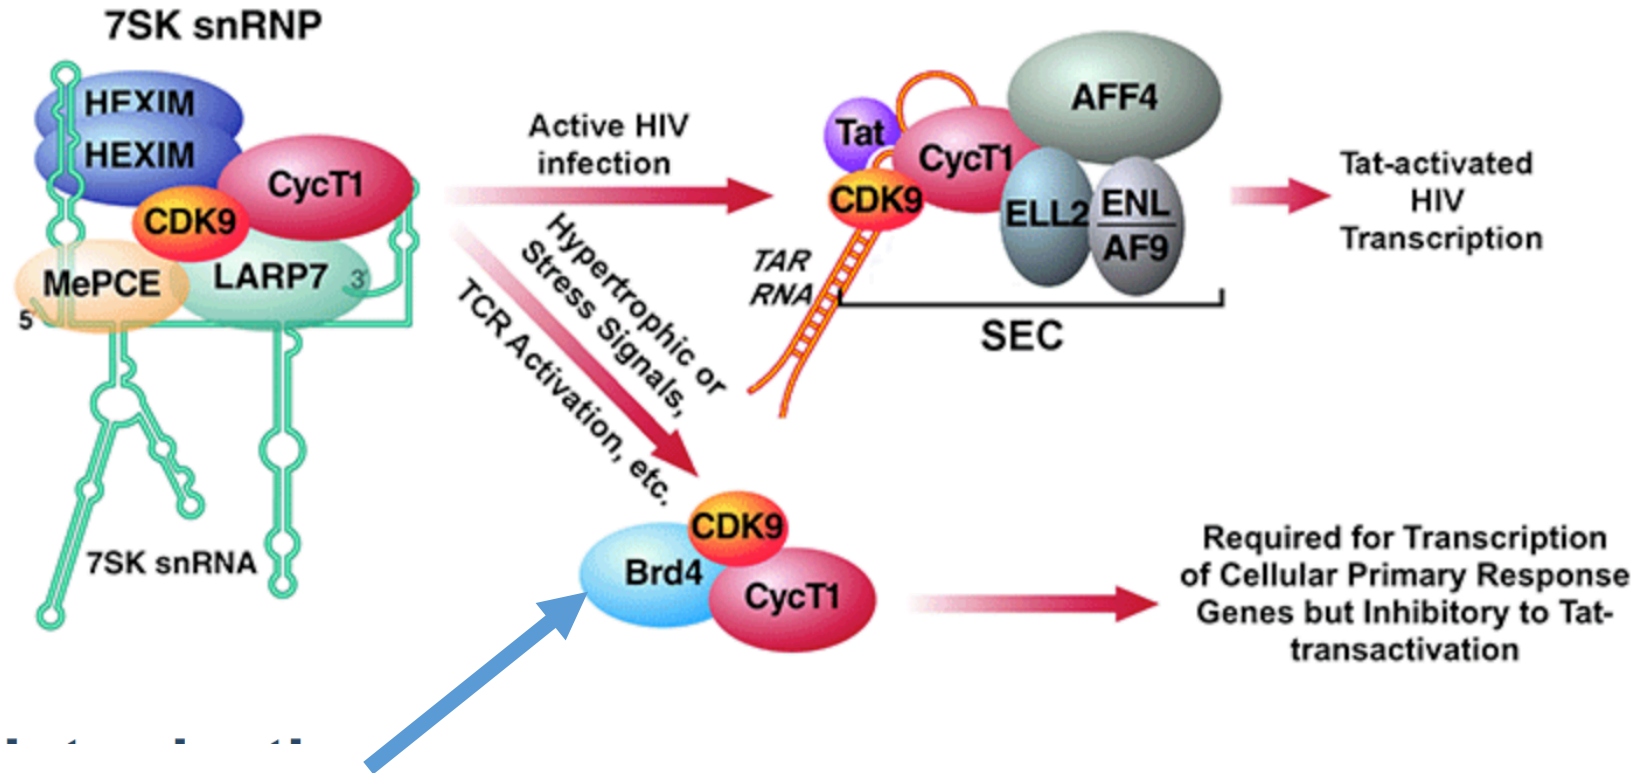 7SK snRNP
HEXIM
HEXIM
CycT1
CDK9
MePCE
LARP7
3'
5'
7SK snRNA
Active HIV
infection
Hypertrophic or
Stress Signals,
TCR Activation, etc.
Tat
CycT1
AFF4
CDK9
ELL2
ENL
AF9
TAR
RNA
SEC
Tat-activated
HIV
Transcription
CDK9
Brd4
CycT1
Required for Transcription
of Cellular Primary Response
Genes but Inhibitory to Tat-
transactivation